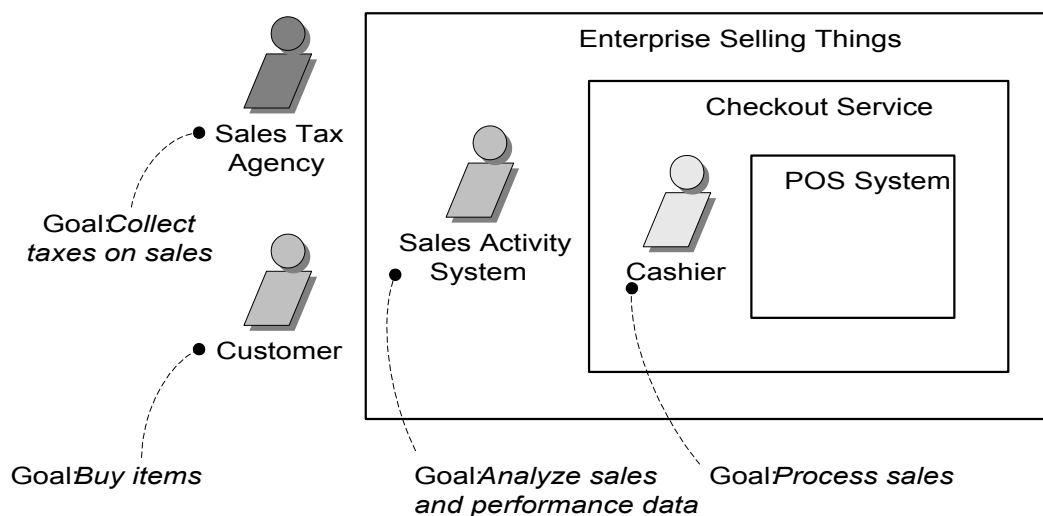 Enterprise Selling Things
Checkout Service
POS System
Sales Tax
Agency
Goal:Collect
taxes on sales
Sales Activity
System
Cashier
Customer
Goal:Buy items
Goal:Analyze sales
and performance data
Goal:Process sales